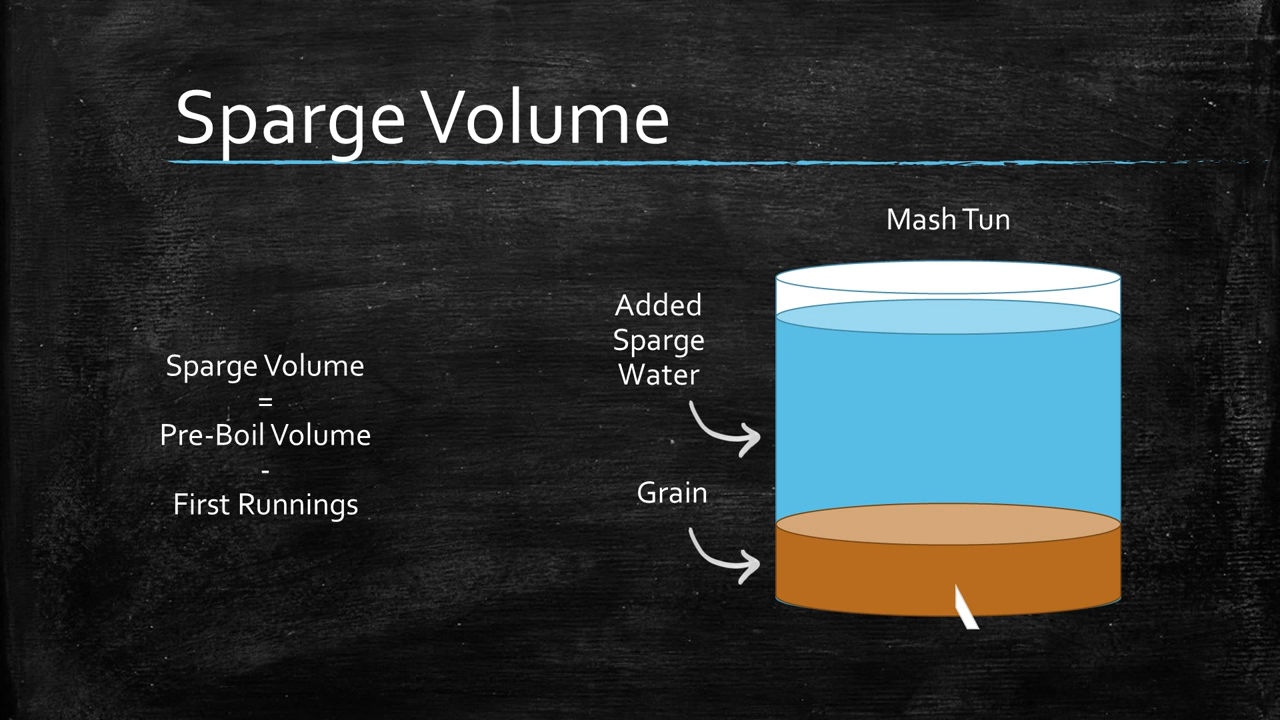 Sparge Volume
Mash Tun
Added
Sparge
Water
Sparge Volume
=
Pre-Boil Volume
-
First Runnings
Grain